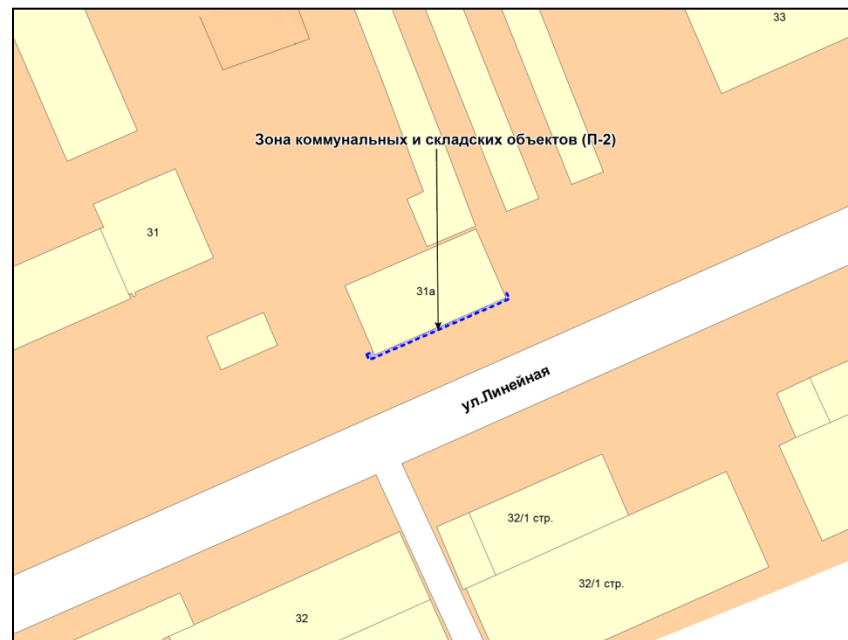 33
Зона коммунальных и складских объектов (П-2)
31
31а
ул.Линейная
32/1 стр.
32/1 стр.
32